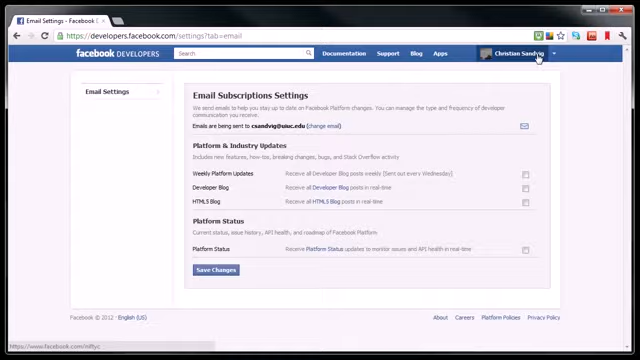 Email Settings - Facebook D
https://developers.facebook.com/settings?tab=email
facebook DEVELOPERS
Search
Documentation Support Blog Apps
Christian Sandvig
Email Settings
Email Subscriptions Settings
We send emails to help you stay up to date on Facebook Platform changes. You can manage the type and frequency of developer
communication you receive.
Emails are being sent to csandvig@uiuc.edu (change email)
Platform & Industry Updates
Includes new features, how-tos, breaking changes, bugs, and Stack Overflow activity
Weekly Platform Updates Receive all Developer Blog posts weekly (Sent out every Wednesday)
Developer Blog Receive all Developer Blog posts in real-time
HTML5 Blog Receive all HTML5 Blog posts in real-time
Platform Status
Current status, issue history, API health, and roadmap of Facebook Platform
Platform Status Receive Platform Status updates to monitor issues and API health in real-time
Save Changes
Facebook © 2012 · English (US)
About Careers Platform Policies Privacy Policy
https://www.facebook.com/niftyc